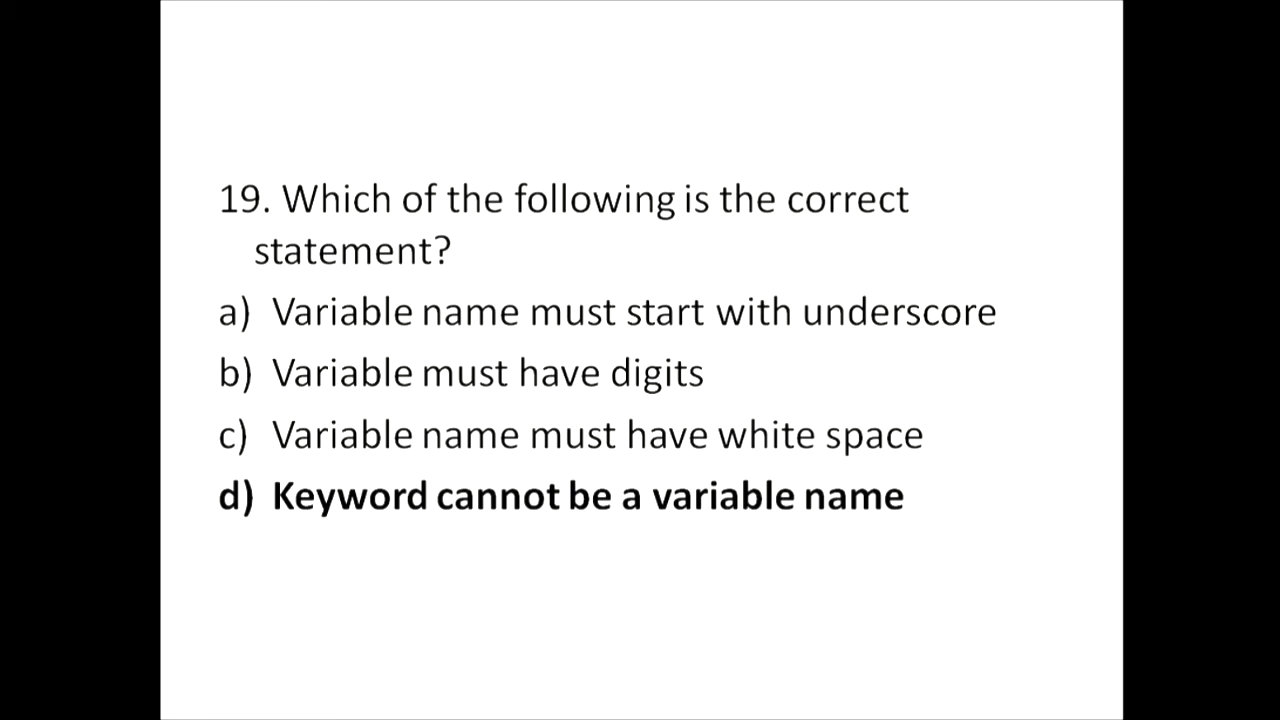 19. Which of the following is the correct
statement?
a) Variable name must start with underscore
b) Variable must have digits
c) Variable name must have white space
d) Keyword cannot be a variable name